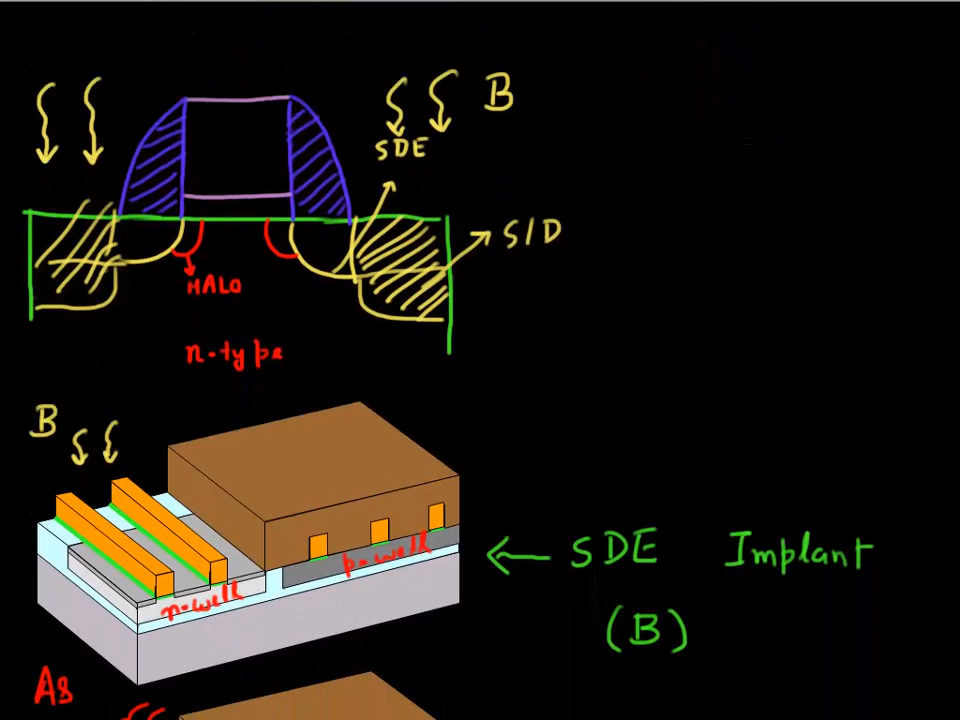 B
SDE
S/D
HALO
n-type
B
p-well
n-well
SDE Implant
(B)
As